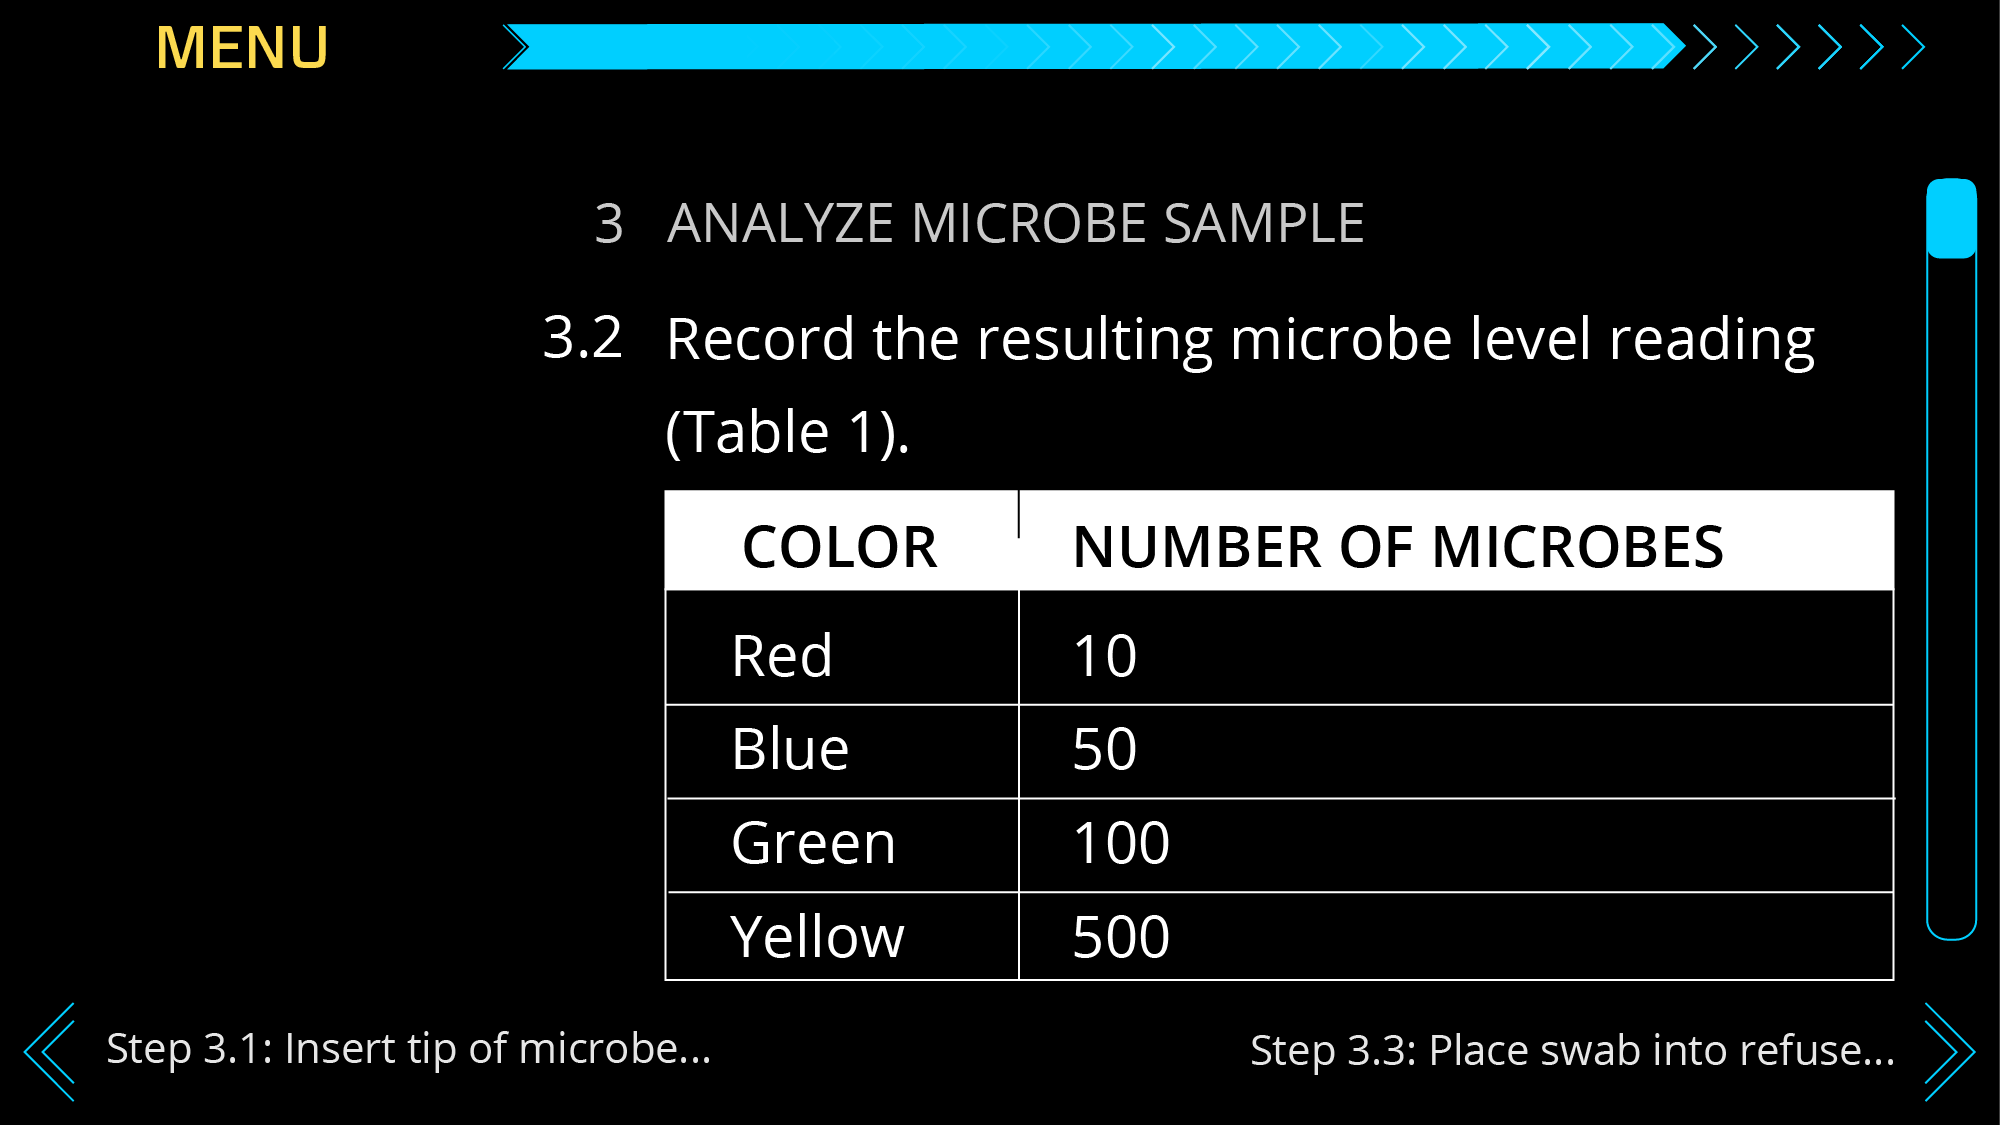 MENU
3 ANALYZE MICROBE SAMPLE
3.2 Record the resulting microbe level reading
(Table 1).
COLOR NUMBER OF MICROBES
Red 10
Blue 50
Green 100
Yellow 500
Step 3.1: Insert tip of microbe... Step 3.3: Place swab into refuse...